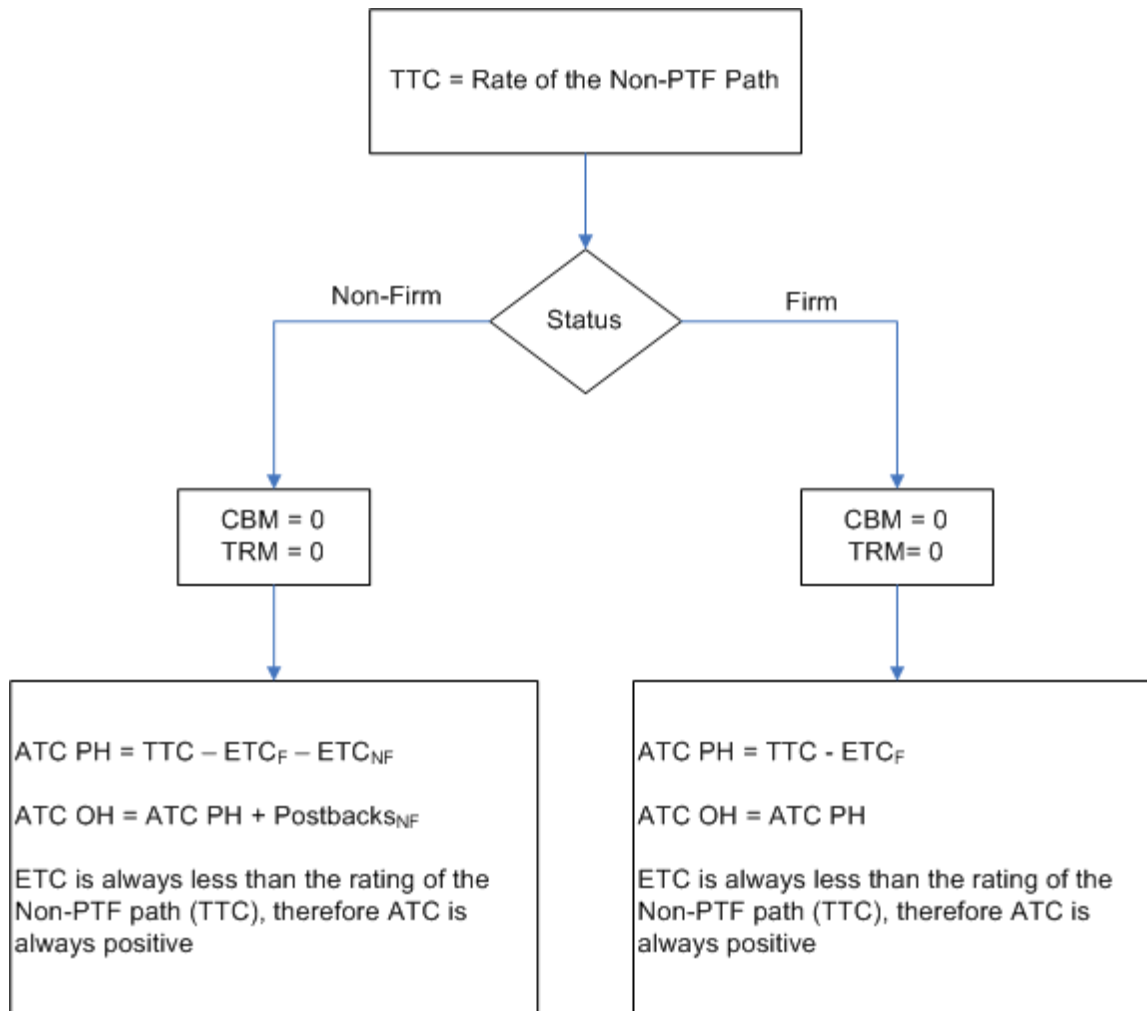 TTC = Rate of the Non-PTF Path
Non-Firm
Firm
Status
CBM = 0
TRM = 0
CBM = 0
TRM= 0
ATC PH = TTC – ETCF – ETCNF
ATC OH = ATC PH + PostbacksNF
ETC is always less than the rating of the
Non-PTF path (TTC), therefore ATC is
always positive
ATC PH = TTC - ETCF
ATC OH = ATC PH
ETC is always less than the rating of the
Non-PTF path (TTC), therefore ATC is
always positive